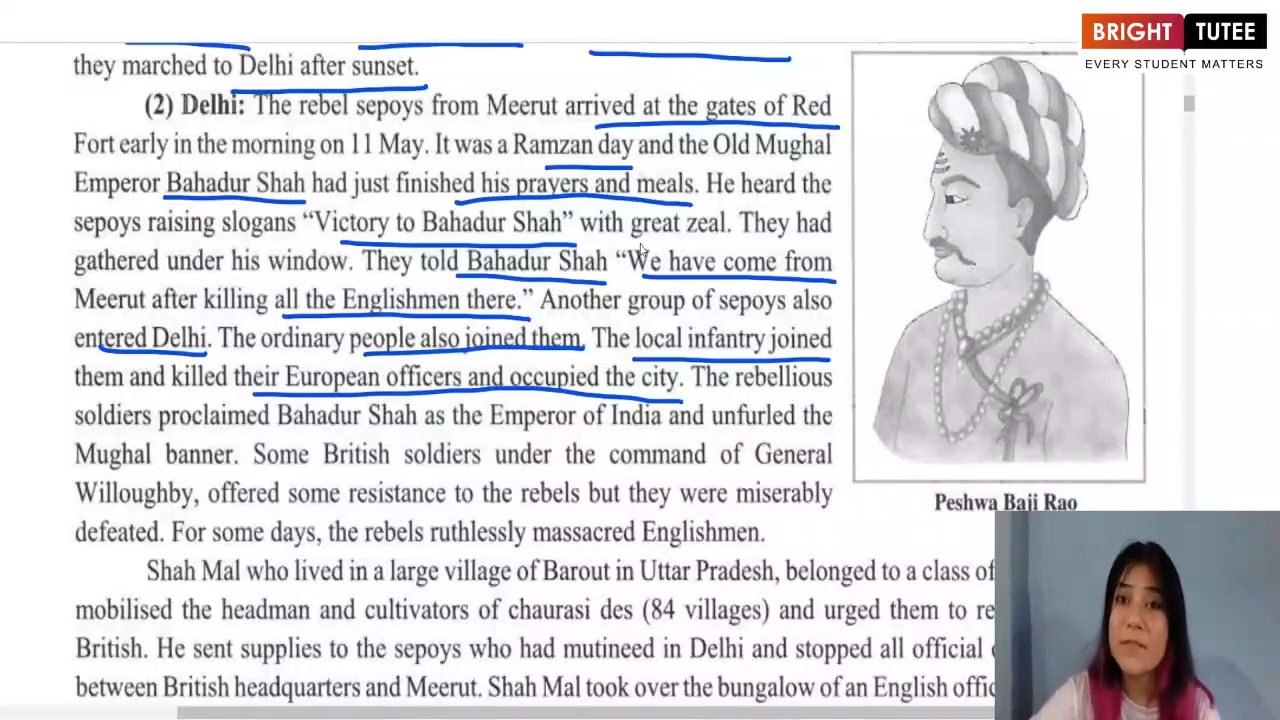 BRIGHT TUTEE
EVERY STUDENT MATTERS
they marched to Delhi after sunset.
(2) Delhi: The rebel sepoys from Meerut arrived at the gates of Red
Fort early in the morning on 11 May. It was a Ramzan day and the Old Mughal
Emperor Bahadur Shah had just finished his prayers and meals. He heard the
sepoys raising slogans “Victory to Bahadur Shah” with great zeal. They had
gathered under his window. They told Bahadur Shah “We have come from
Meerut after killing all the Englishmen there.” Another group of sepoys also
entered Delhi. The ordinary people also joined them. The local infantry joined
them and killed their European officers and occupied the city. The rebellious
soldiers proclaimed Bahadur Shah as the Emperor of India and unfurled the
Mughal banner. Some British soldiers under the command of General
Willoughby, offered some resistance to the rebels but they were miserably
defeated. For some days, the rebels ruthlessly massacred Englishmen.
Peshwa Baji Rao
Shah Mal who lived in a large village of Barout in Uttar Pradesh, belonged to a class of
mobilised the headman and cultivators of chaurasi des (84 villages) and urged them to re
British. He sent supplies to the sepoys who had mutineed in Delhi and stopped all official
between British headquarters and Meerut. Shah Mal took over the bungalow of an English offic